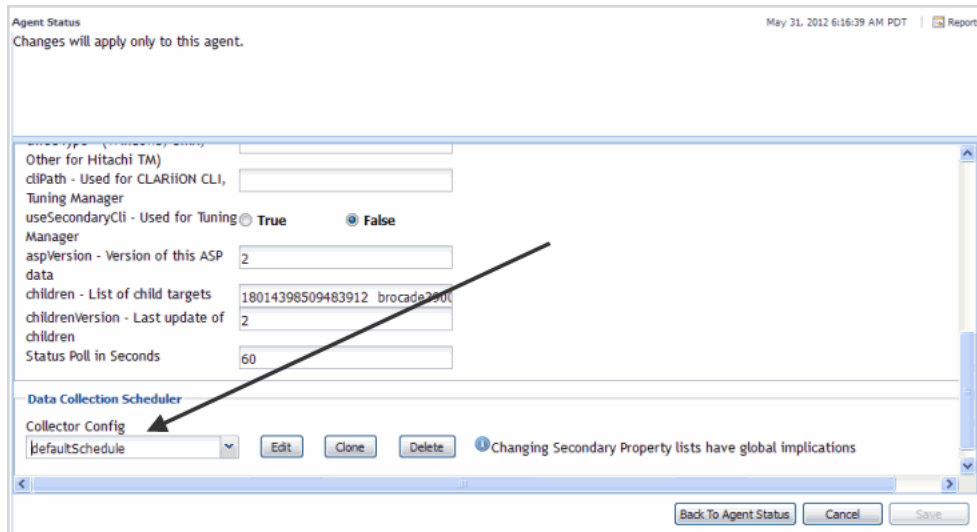 Agent Status
May 31, 2012 6:16:39 AM PDT | Report
Changes will apply only to this agent.
Other for Hitachi TM)
cliPath - Used for CLARiiON CLI,
Tuning Manager
useSecondaryCli - Used for Tuning True False
Manager
aspVersion - Version of this ASP 2
data
children - List of child targets 18014398509483912 brocade3900
childrenVersion - Last update of 2
children
Status Poll in Seconds 60
Data Collection Scheduler
Collector Config
defaultSchedule Edit Clone Delete Changing Secondary Property lists have global implications
Back To Agent Status Cancel Save